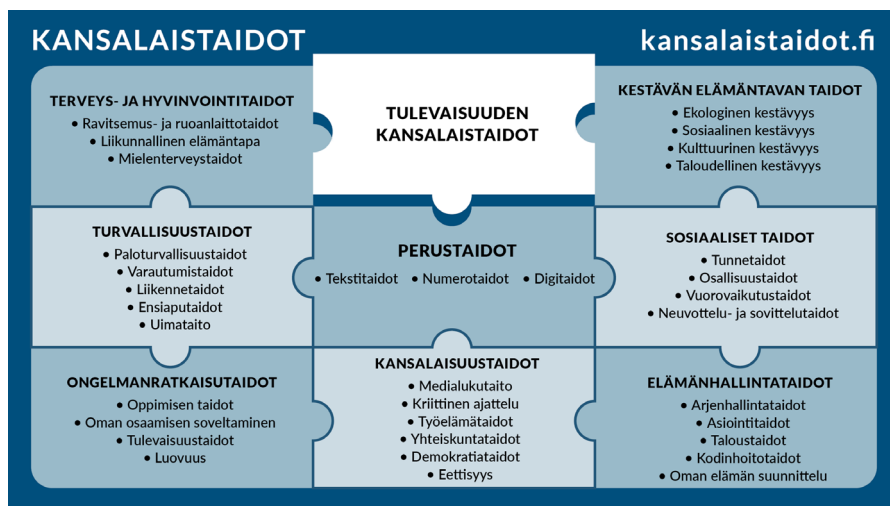 KANSALAISTAIDOT
kansalaistaidot.fi
TERVEYS- JA HYVINVOINTITAIDOT
• Ravitsemus- ja ruoanlaittotaidot
• Liikunnallinen elämäntapa
• Mielenterveystaidot
TULEVAISUUDEN
KANSALAISTAIDOT
KESTÄVÄN ELÄMÄNTAVAN TAIDOT
• Ekologinen kestävyys
• Sosiaalinen kestävyys
• Kulttuurinen kestävyys
• Taloudellinen kestävyys
TURVALLISUUSTAIDOT
• Paloturvallisuustaidot
• Varautumistaidot
• Liikennetaidot
• Ensiaputaidot
• Uimataito
PERUSTAIDOT
• Tekstitaidot • Numerotaidot • Digitaidot
SOSIAALISET TAIDOT
• Tunnetaidot
• Osallisuustaidot
• Vuorovaikutustaidot
• Neuvottelu- ja sovittelutaidot
ONGELMANRATKAISUTAIDOT
• Oppimisen taidot
• Oman osaamisen soveltaminen
• Tulevaisuustaidot
• Luovuus
KANSALAISUUSTAIDOT
• Medialukutaito
• Kriittinen ajattelu
• Työelämätaidot
• Yhteiskuntataidot
• Demokratiataidot
• Eettisyys
ELÄMÄNHALLINTATAIDOT
• Arjenhallintataidot
• Asiointitaidot
• Taloustaidot
• Kodinhoitotaidot
• Oman elämän suunnittelu